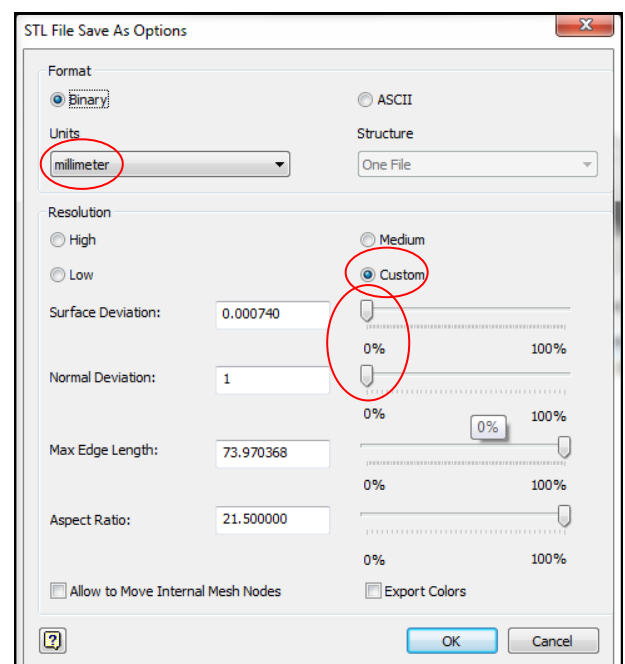 STL File Save As Options
Format
Binary
ASCII
Units
Structure
millimeter
One File
Resolution
High
Medium
Low
Custom
Surface Deviation:
0.000740
0%
100%
Normal Deviation:
1
0%
100%
0%
Max Edge Length:
73.970368
0%
100%
Aspect Ratio:
21.500000
0%
100%
Allow to Move Internal Mesh Nodes
Export Colors
?
OK
Cancel